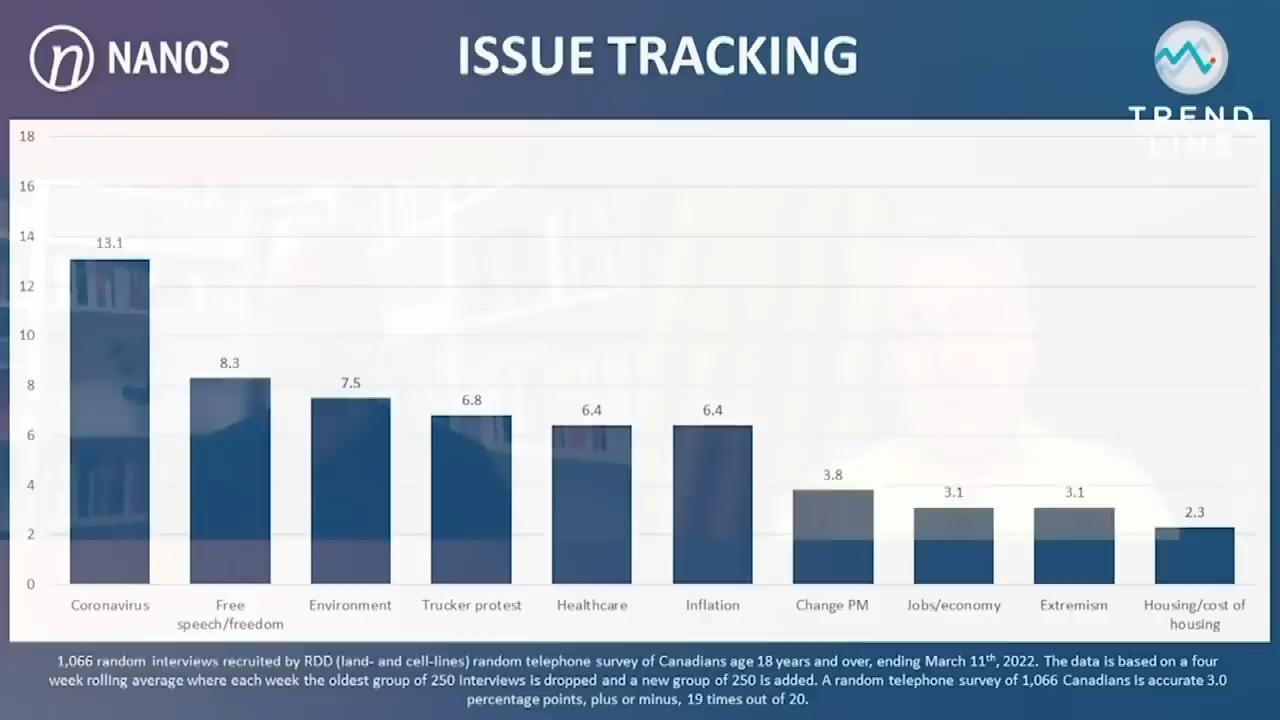 NANOS
ISSUE TRACKING
TREND
LINE
18
16
14
12
10
8
6
4
2
0
13.1
8.3
7.5
6.8
6.4
6.4
3.8
3.1
3.1
2.3
Coronavirus
Free
speech/freedom
Environment
Trucker protest
Healthcare
Inflation
Change PM
Jobs/economy
Extremism
Housing/cost of
housing
1,066 random interviews recruited by RDD (land- and cell-lines) random telephone survey of Canadians age 18 years and over, ending March 11th, 2022. The data is based on a four
week rolling average where each week the oldest group of 250 interviews is dropped and a new group of 250 is added. A random telephone survey of 1,066 Canadians is accurate 3.0
percentage points, plus or minus, 19 times out of 20.